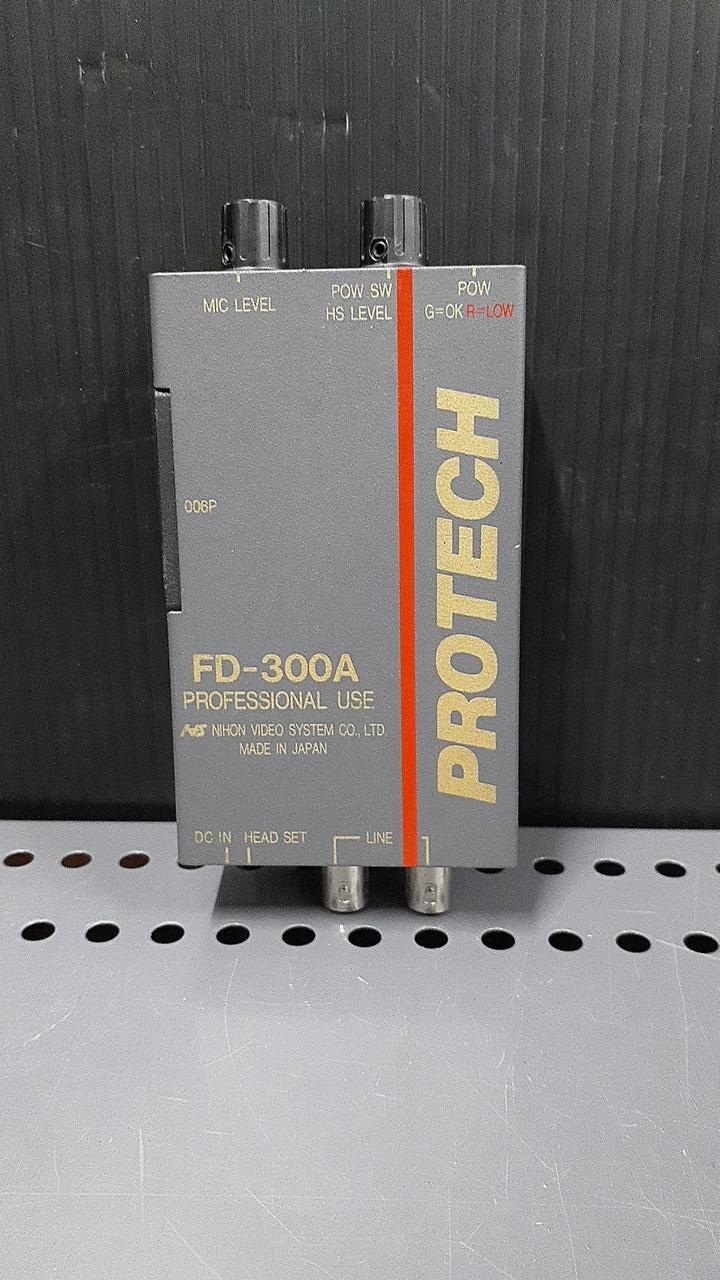 MIC LEVEL
POW SW
HS LEVEL
POW
G=OK R=LOW
006P
PROTECH
FD-300A
PROFESSIONAL USE
NVS NIHON VIDEO SYSTEM CO., LTD
MADE IN JAPAN
DC IN
HEAD SET
LINE